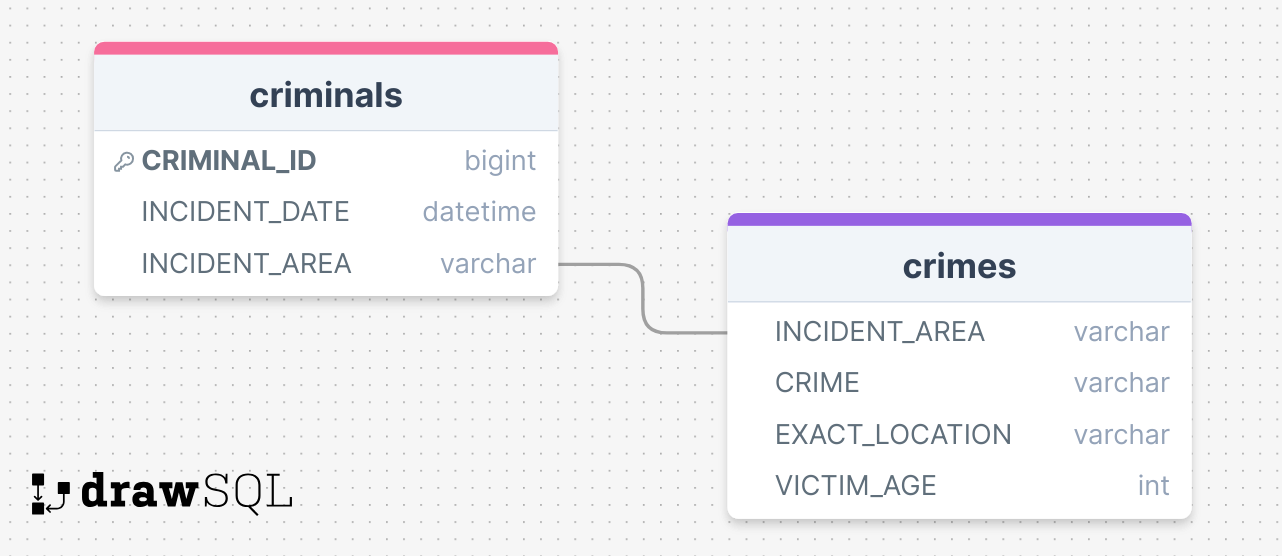 criminals
CRIMINAL_ID bigint
INCIDENT_DATE datetime
INCIDENT_AREA varchar
crimes
INCIDENT_AREA varchar
CRIME varchar
EXACT_LOCATION varchar
VICTIM_AGE int
drawSQL